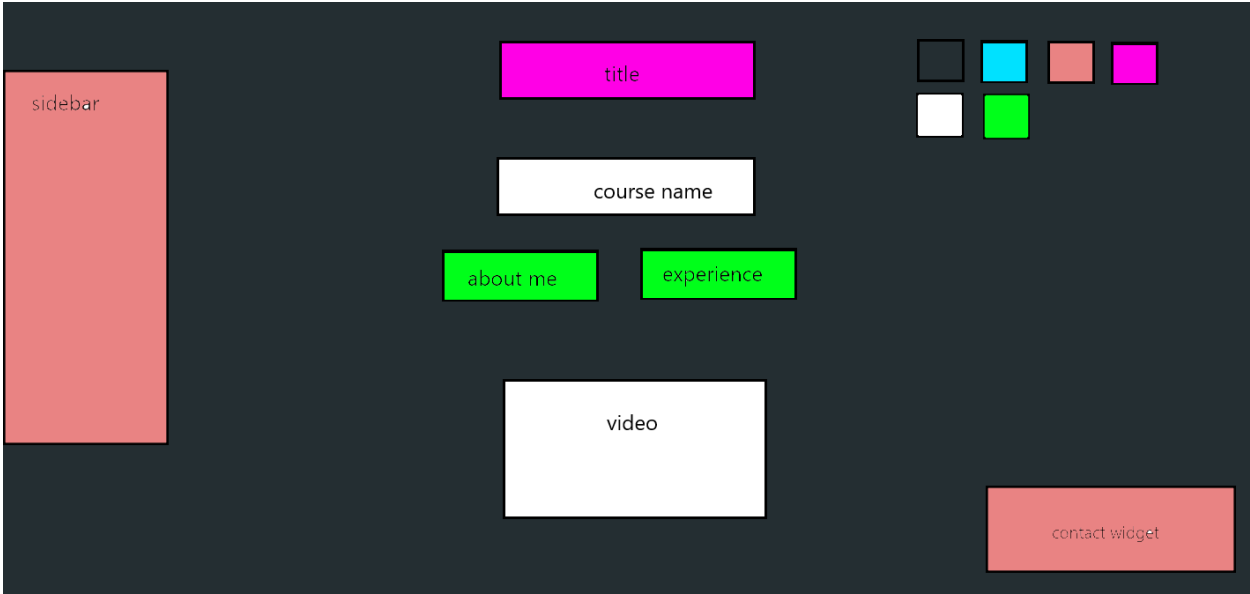 title
sidebar
course name
about me
experience
video
contact widget